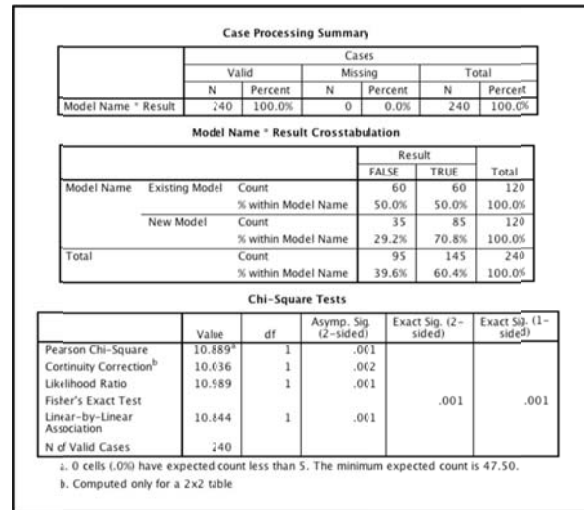 Case Processing Summary
Cases
Valid Missing Total
N Percent N Percent N Percent
Model Name * Result 240 100.0% 0 0.0% 240 100.0%
Model Name * Result Crosstabulation
Result
FALSE TRUE Total
Model Name Existing Model Count 60 60 120
% within Model Name 50.0% 50.0% 100.0%
New Model Count 35 85 120
% within Model Name 29.2% 70.8% 100.0%
Total Count 95 145 240
% within Model Name 39.6% 60.4% 100.0%
Chi-Square Tests
Value df Asymp. Sig. (2-sided) Exact Sig. (2-sided) Exact Sig. (1-sided)
Pearson Chi-Square 10.889a 1 .001
Continuity Correctionb 10.036 1 .002
Likelihood Ratio 10.989 1 .001
Fisher's Exact Test .001 .001
Linear-by-Linear Association 10.844 1 .001
N of Valid Cases 240
a. 0 cells (.0%) have expected count less than 5. The minimum expected count is 47.50.
b. Computed only for a 2x2 table